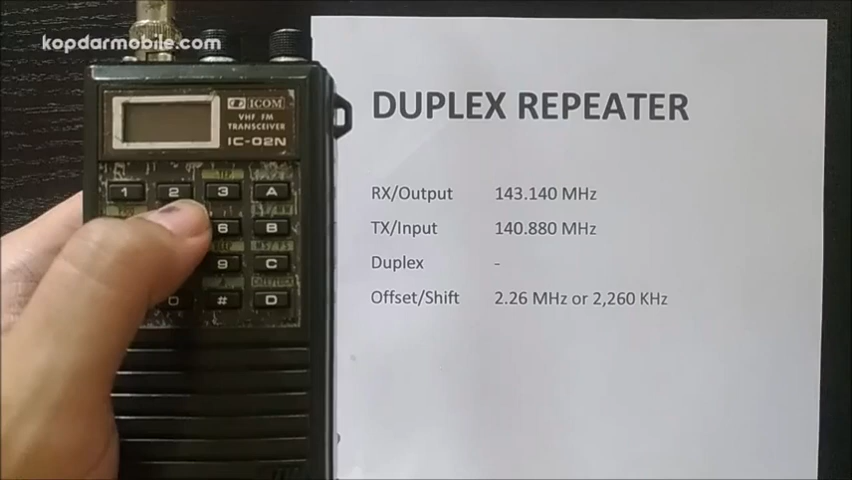 kopdarmobile.com
ICOM
VHF FM
TRANSCEIVER
IC-02N
1 2 3 A
6 B
9 C
0 # D
DUPLEX REPEATER
RX/Output 143.140 MHz
TX/Input 140.880 MHz
Duplex -
Offset/Shift 2.26 MHz or 2,260 KHz